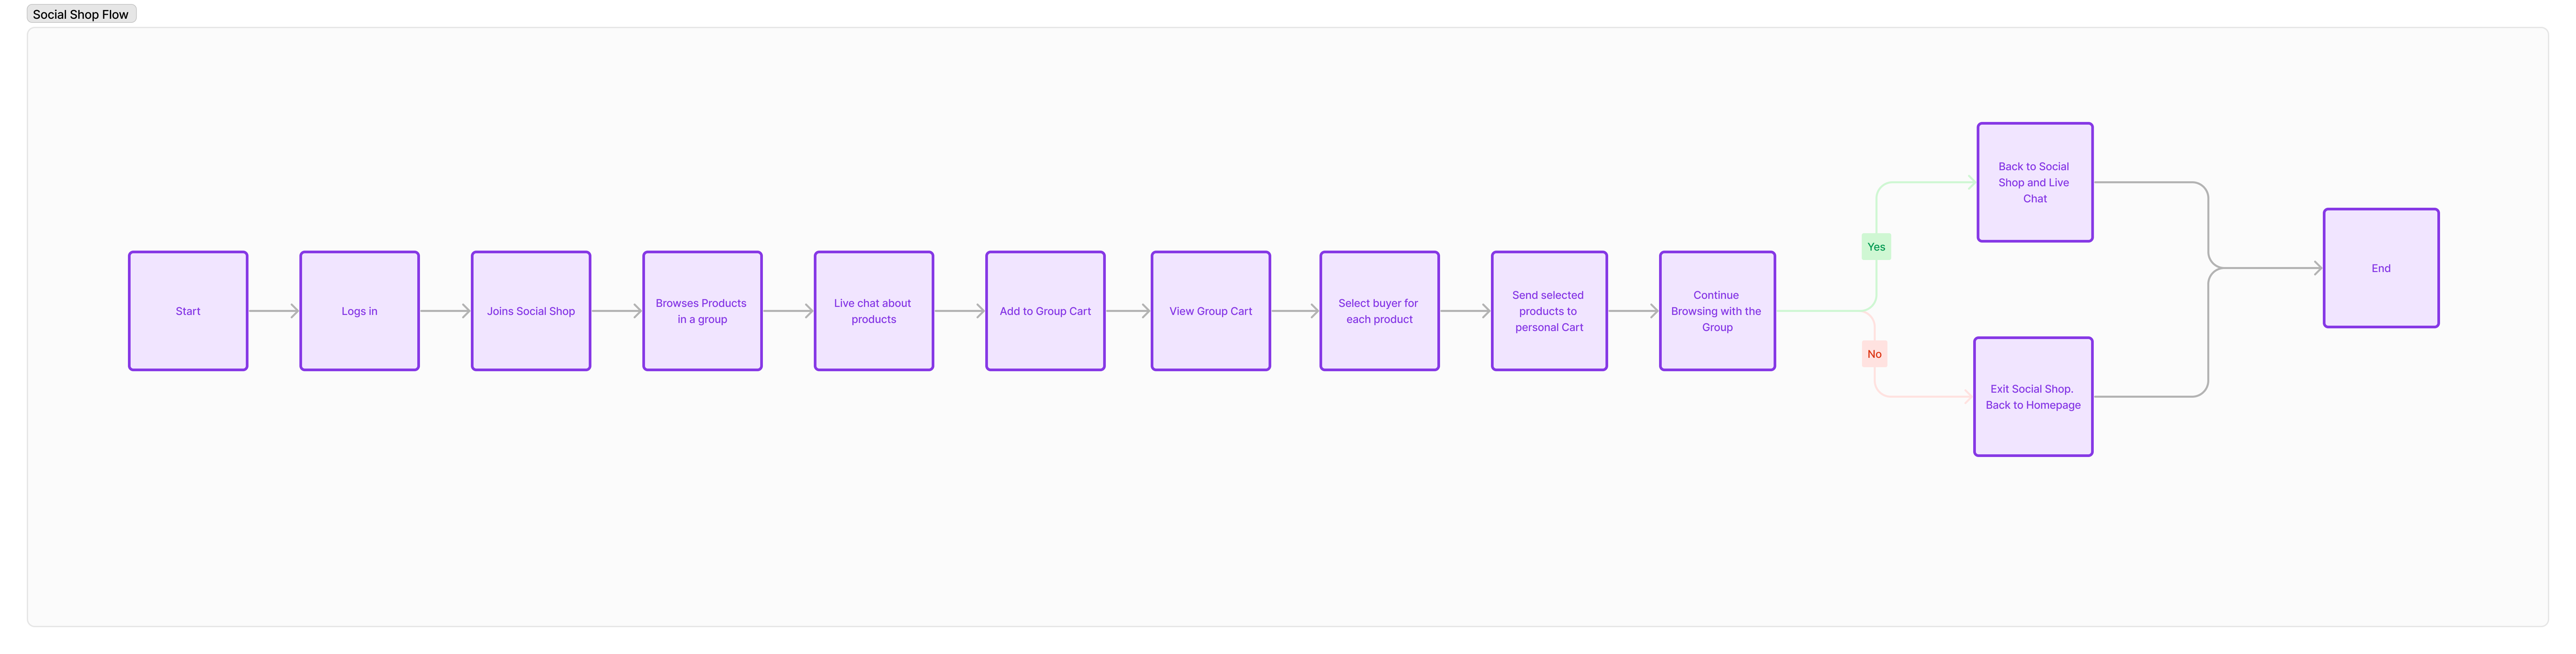 Social Shop Flow
Start
Logs in
Joins Social Shop
Browses Products
in a group
Live chat about
products
Add to Group Cart
View Group Cart
Select buyer for
each product
Send selected
products to
personal Cart
Continue
Browsing with the
Group
Yes
No
Back to Social
Shop and Live
Chat
Exit Social Shop.
Back to Homepage
End